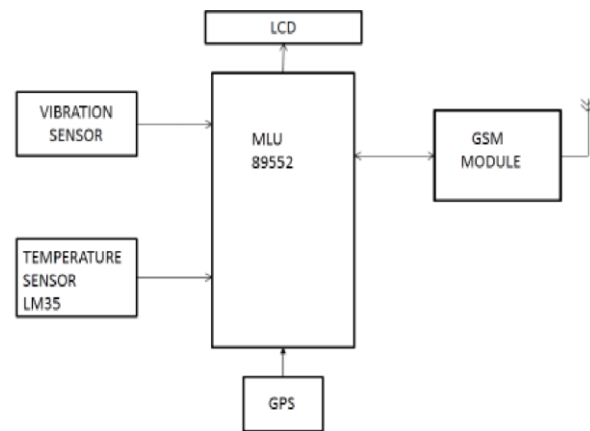 LCD
VIBRATION
SENSOR
MLU
89552
GSM
MODULE
TEMPERATURE
SENSOR
LM35
GPS